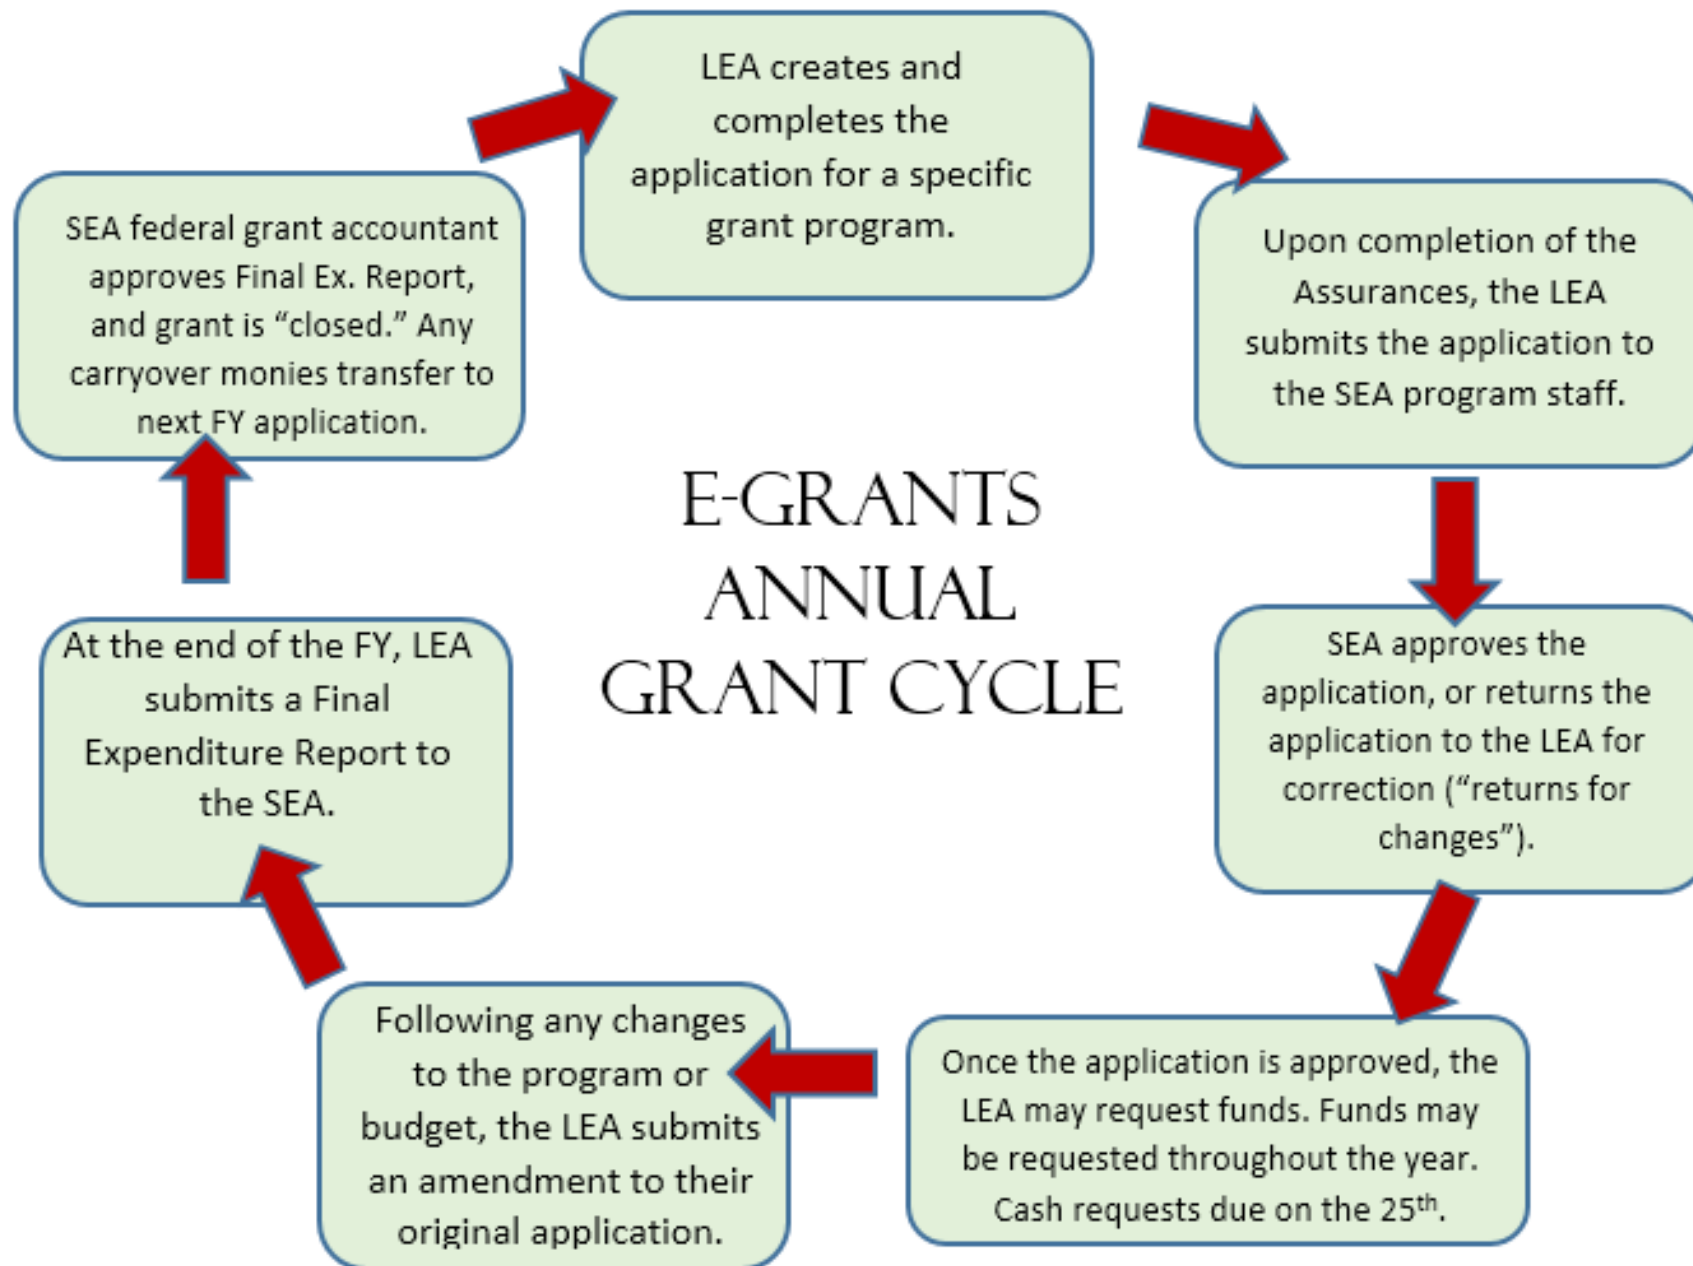 LEA creates and
completes the
application for a specific
grant program.
Upon completion of the
Assurances, the LEA
submits the application to
the SEA program staff.
SEA approves the
application, or returns the
application to the LEA for
correction (“returns for
changes”).
Once the application is approved, the
LEA may request funds. Funds may
be requested throughout the year.
Cash requests due on the 25th.
Following any changes
to the program or
budget, the LEA submits
an amendment to their
original application.
At the end of the FY, LEA
submits a Final
Expenditure Report to
the SEA.
SEA federal grant accountant
approves Final Ex. Report,
and grant is “closed.” Any
carryover monies transfer to
next FY application.
E-GRANTS
ANNUAL
GRANT CYCLE